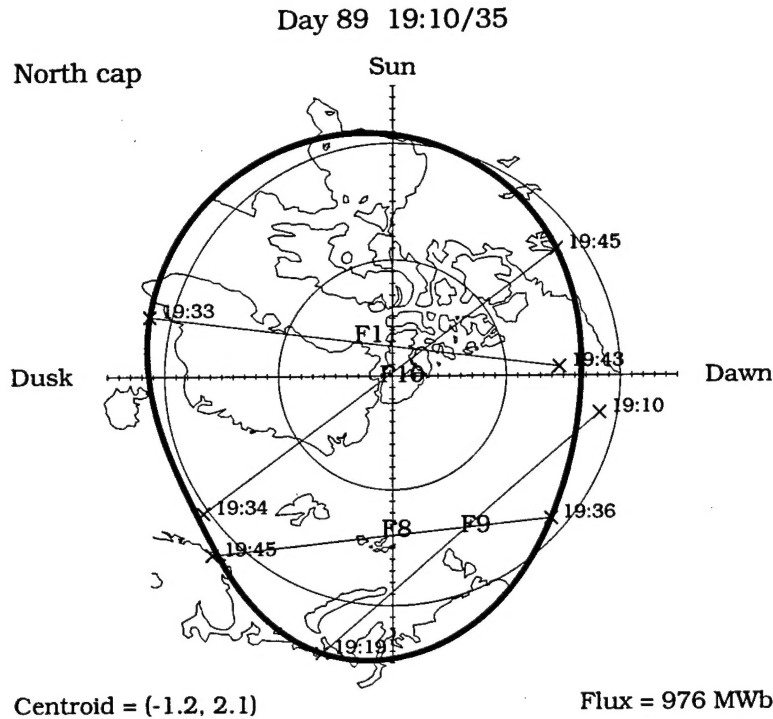 Day 89 19:10/35
North cap
Sun
19:45
19:33
F1
19:43
Dusk
F10
Dawn
19:10
19:34
F8
F9
19:36
19:45
19:19
Centroid = (-1.2, 2.1)
Flux = 976 MWb